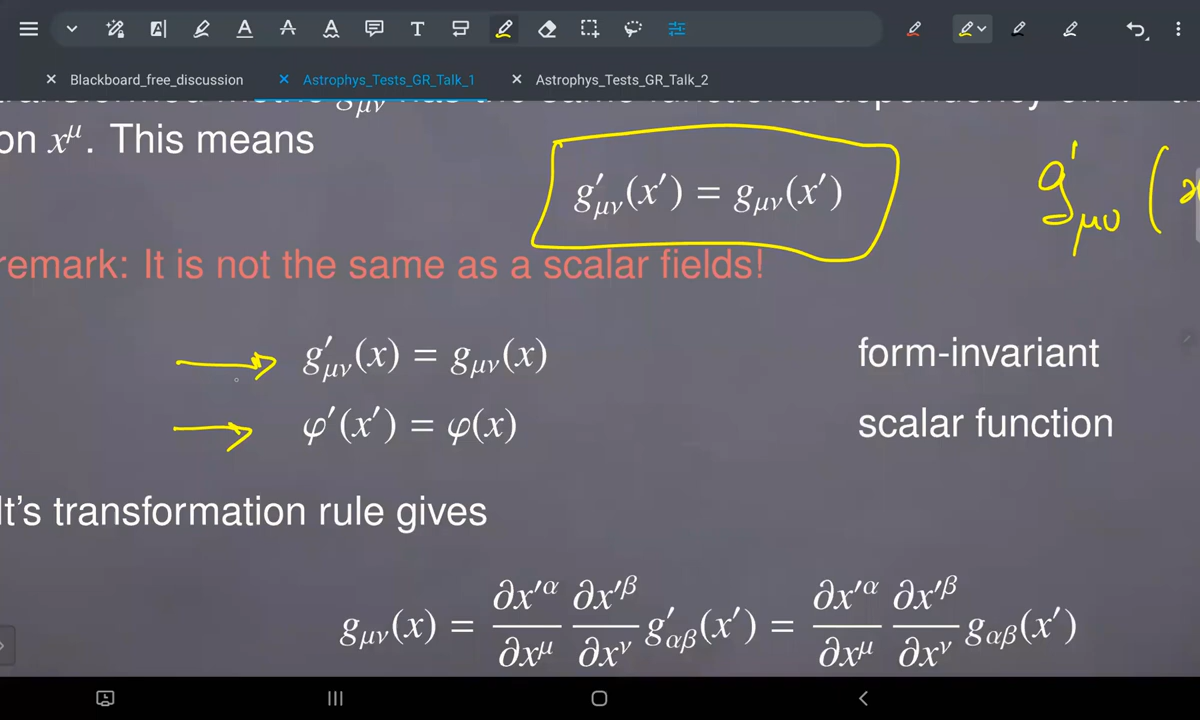 T
Blackboard_free_discussion
Astrophys_Tests_GR_Talk_1
Astrophys_Tests_GR_Talk_2
on x^μ. This means
g′_μν(x′) = g_μν(x′)
g′_μν (
remark: It is not the same as a scalar fields!
g′_μν(x) = g_μν(x) form-invariant
φ′(x′) = φ(x) scalar function
It's transformation rule gives
g_μν(x) = ∂x′^α/∂x^μ ∂x′^β/∂x^ν g′_αβ(x′) = ∂x′^α/∂x^μ ∂x′^β/∂x^ν g_αβ(x′)